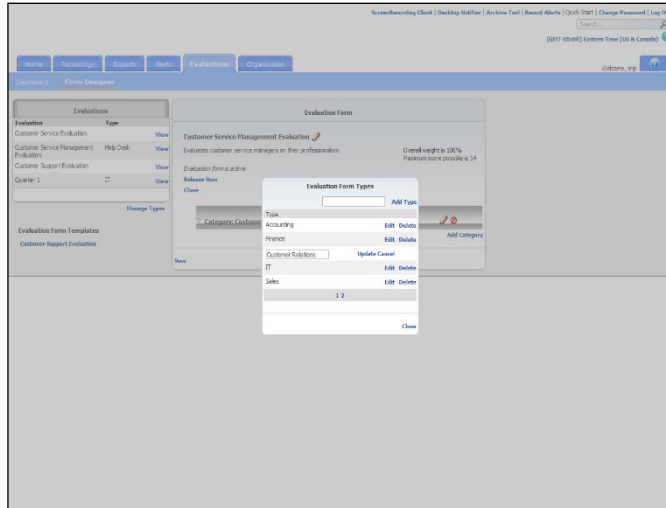 ScreenRecording Client | Desktop Notifier | Archive Tool | Recent Alerts | Quick Start | Change Password | Log O
Search...
(GMT-05:00) Eastern Time (US & Canada)
Home Recordings Reports Alerts Evaluations Organization
Welcome,
Dashboard Form Designer
Evaluations
Evaluation Type
Customer Service Evaluation View
Customer Service Management Evaluation Help Desk View
Customer Support Evaluation View
Quarter 1 IT View
Manage Types
Evaluation Form Templates
Customer Support Evaluation
Evaluation Form
Customer Service Management Evaluation
Evaluates customer service managers on their professionalism
Overall weight is 100%
Maximum score possible is 14
Evaluation form is active.
Release Now
Clone
Category: Custome
Add Category
New
Evaluation Form Types
Add Type
Type
Accounting Edit Delete
Finance Edit Delete
Customer Relations Update Cancel
IT Edit Delete
Sales Edit Delete
1 2
Close